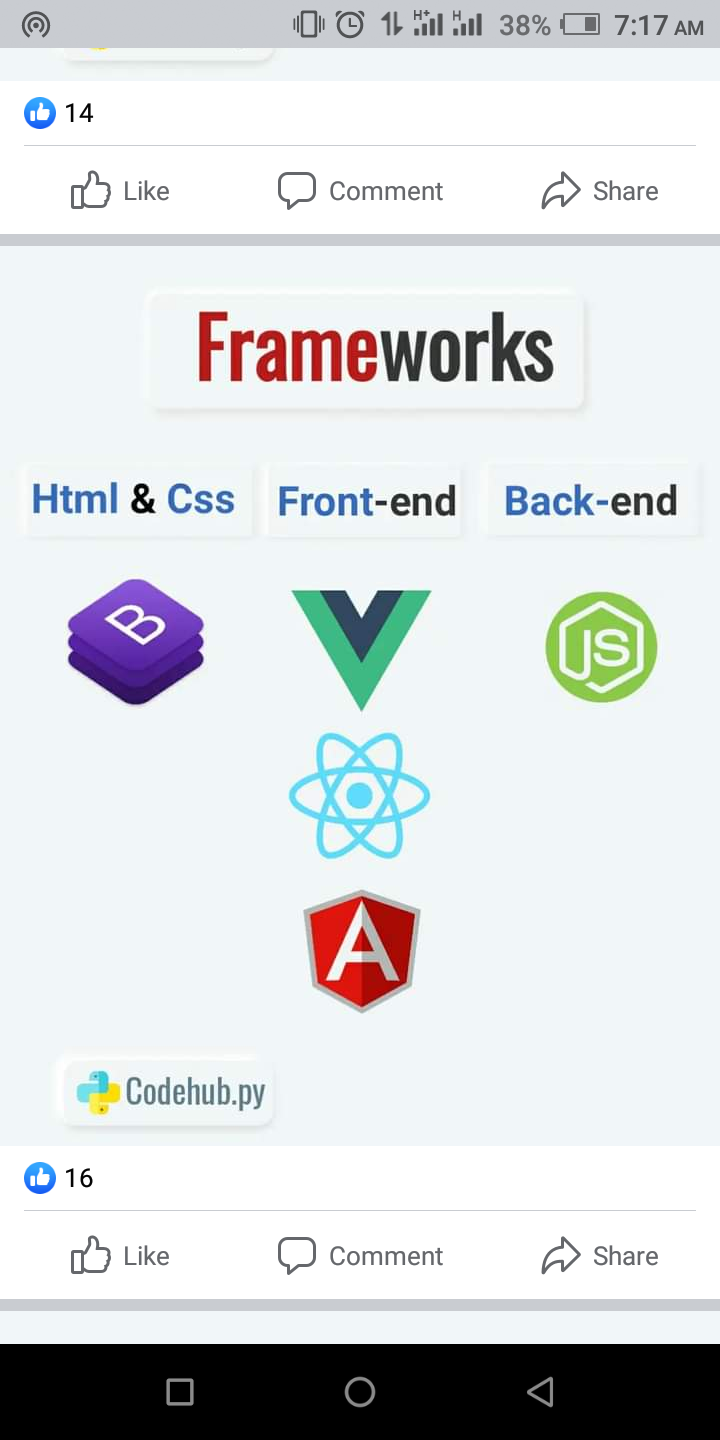 38% 7:17 AM
14
Like Comment Share
Frameworks
Html & Css Front-end Back-end
B
JS
A
Codehub.py
16
Like Comment Share